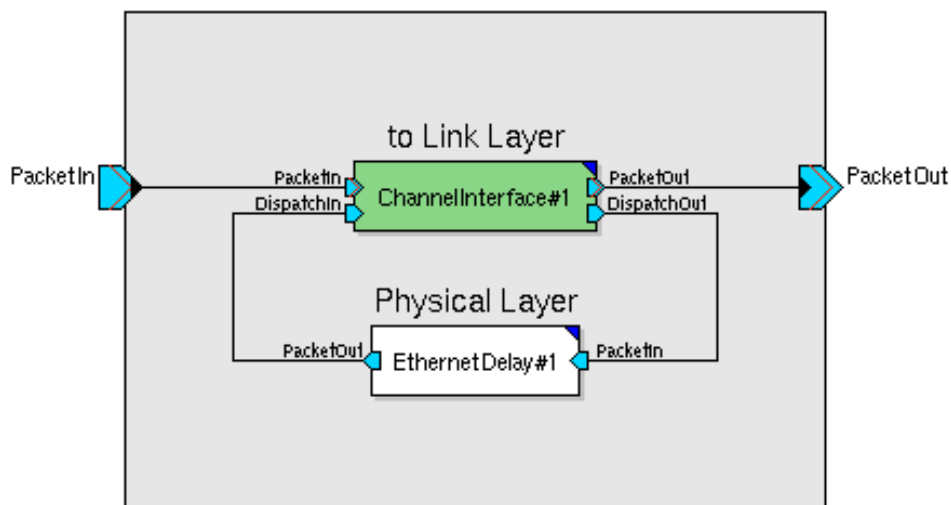 to Link Layer
PacketIn
PacketIn
ChannelInterface#1
PacketOut
PacketOut
DispatchIn
DispatchOut
Physical Layer
PacketOut
EthernetDelay#1
PacketIn